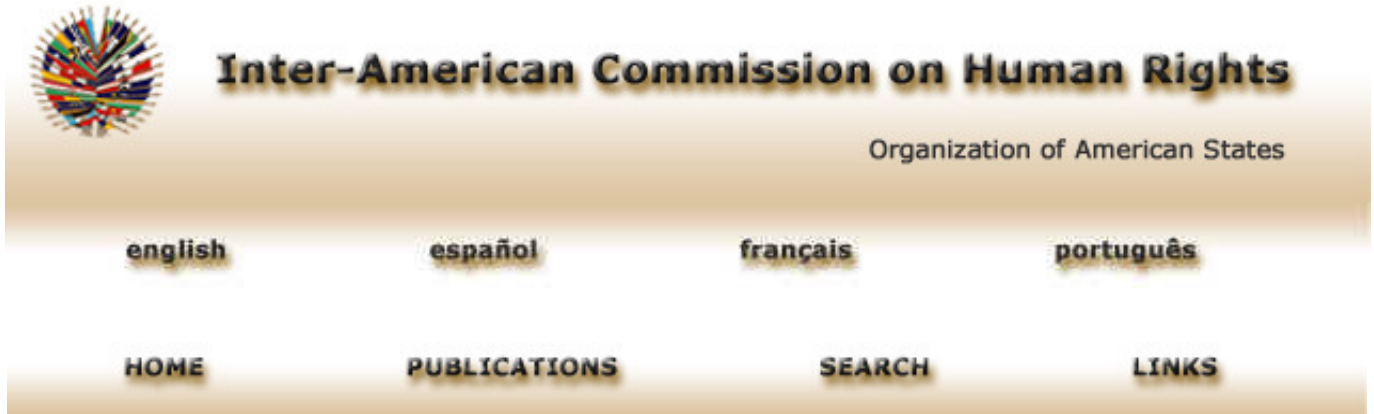 Inter-American Commission on Human Rights
Organization of American States
english español français português
HOME PUBLICATIONS SEARCH LINKS